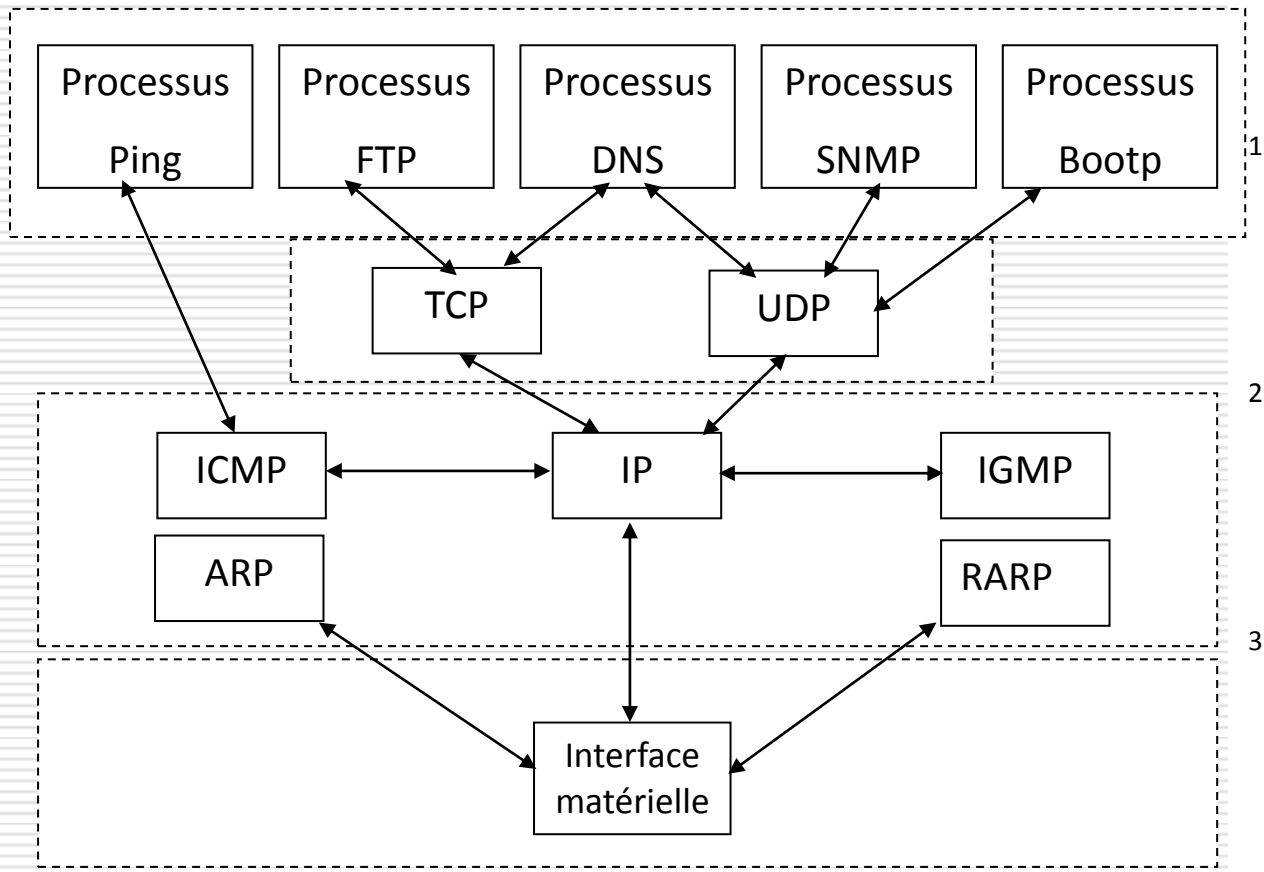 Processus
Ping
Processus
FTP
Processus
DNS
Processus
SNMP
Processus
Bootp
1
TCP
UDP
2
ICMP
IP
IGMP
ARP
RARP
3
Interface
matérielle